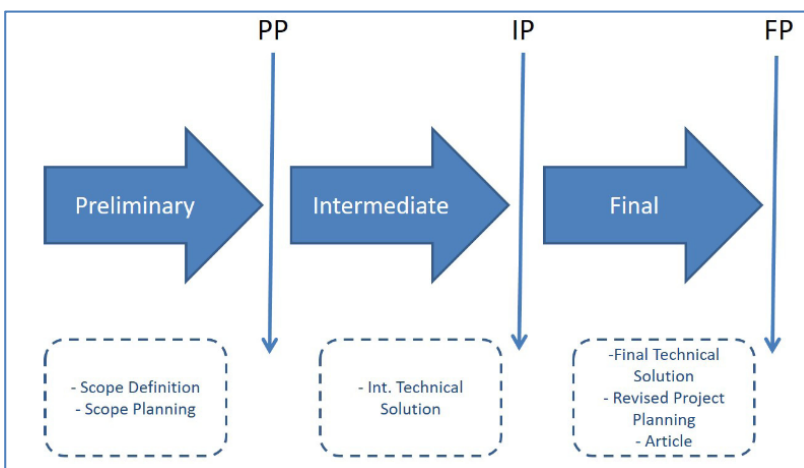 PP
IP
FP
Preliminary
Intermediate
Final
- Scope Definition
- Scope Planning
- Int. Technical
Solution
-Final Technical
Solution
- Revised Project
Planning
- Article